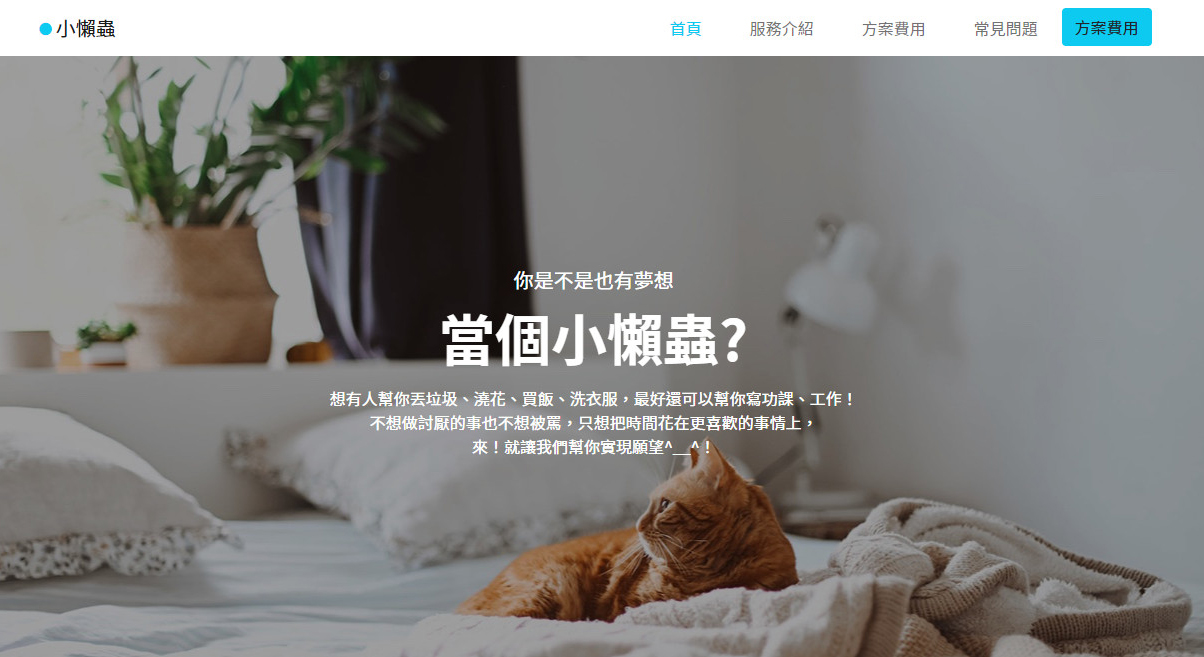 小懶蟲
首頁
服務介紹
方案費用
常見問題
方案費用
你是不是也有夢想
當個小懶蟲?
想有人幫你丟垃圾、澆花、買飯、洗衣服，最好還可以幫你寫功課、工作！
不想做討厭的事也不想被罵，只想把時間花在更喜歡的事情上，
來！就讓我們幫你實現願望^__^！